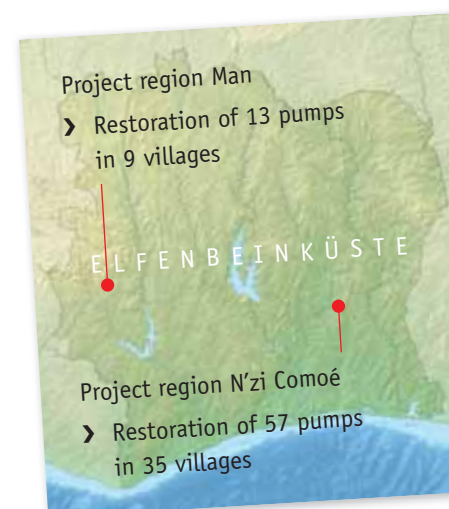 Project region Man
❯ Restoration of 13 pumps
in 9 villages
ELFENBEINKÜSTE
Project region N’zi Comoé
❯ Restoration of 57 pumps
in 35 villages